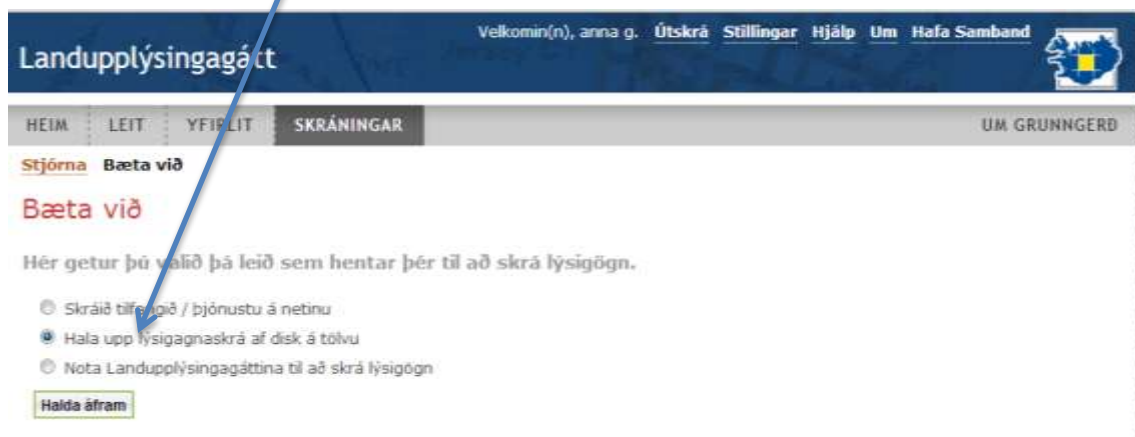 Velkomin(n), anna g. Útskrá Stillingar Hjálp Um Hafa Samband
Landupplýsingagátt
HEIM LEIT YFIRLIT SKRÁNINGAR UM GRUNNGERÐ
Stjórna Bæta við
Bæta við
Hér getur þú valið þá leið sem hentar þér til að skrá lýsigögn.
Skráið tilfengið / þjónustu á netinu
Hala upp lýsigagnaskrá af disk á tölvu
Nota Landupplýsingagáttina til að skrá lýsigögn
Halda áfram